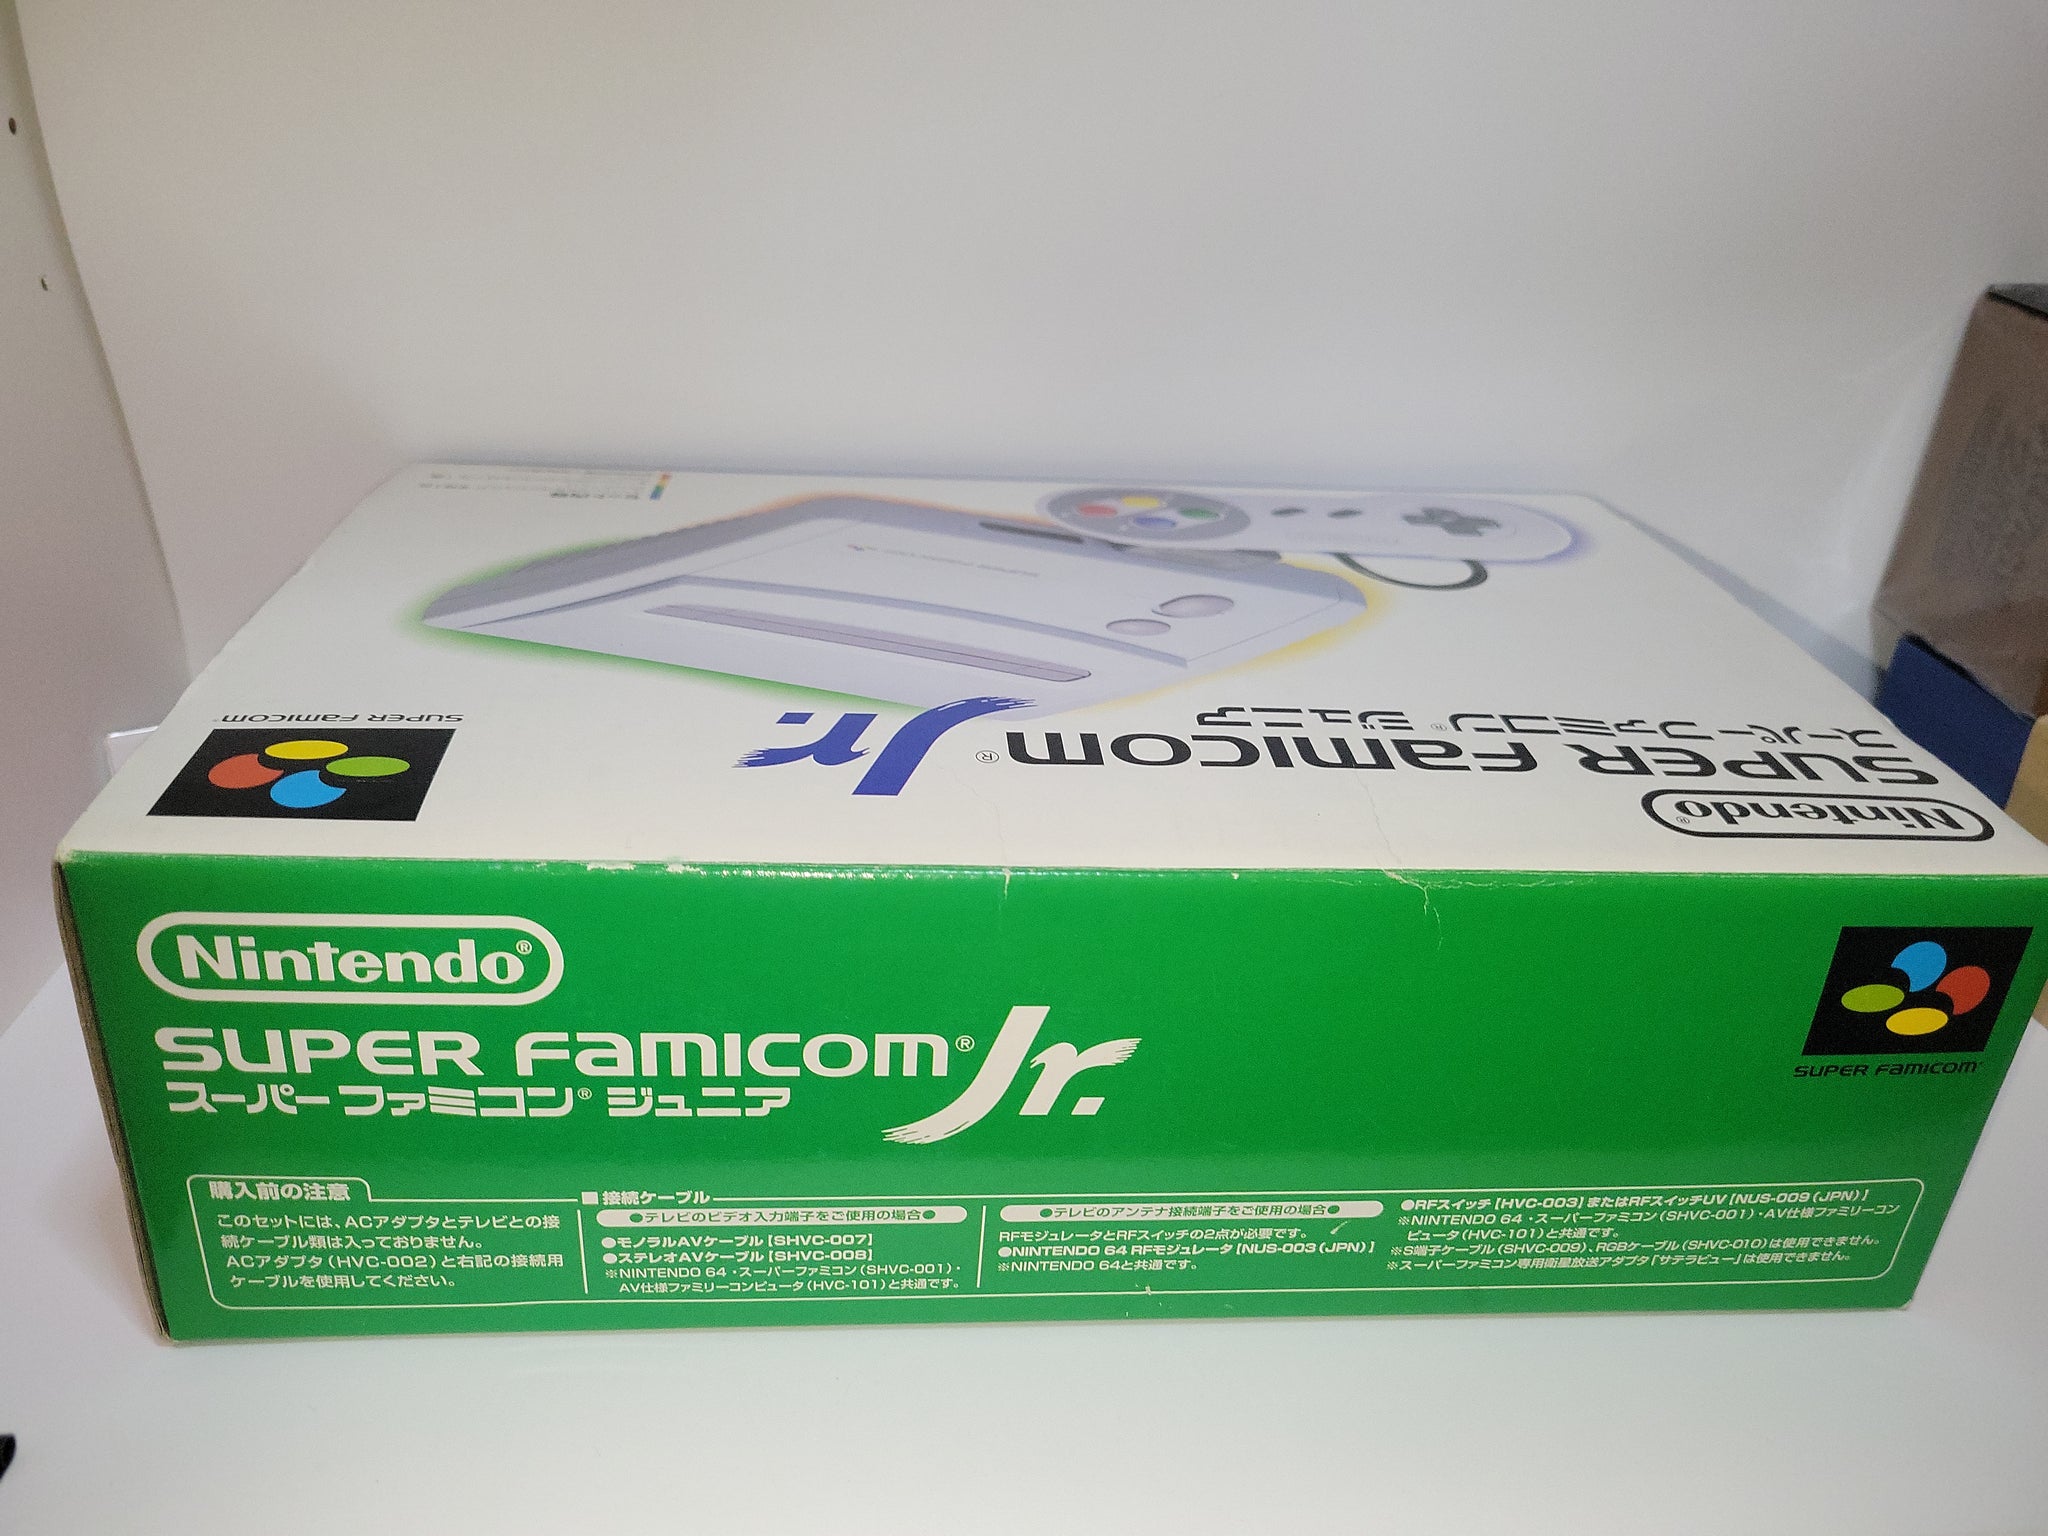 SUPER FAMICOM
Jr.
スーパーファミコン® ジュニア
SUPER FAMICOM®
Nintendo®
Nintendo®
SUPER FAMICOM® Jr.
スーパーファミコン® ジュニア
SUPER FAMICOM
購入前の注意
このセットには、ACアダプタとテレビとの接
続ケーブル類は入っておりません。
ACアダプタ(HVC-002)と右記の接続用
ケーブルを使用してください。
■接続ケーブル
●テレビのビデオ入力端子をご使用の場合●
●モノラルAVケーブル[SHVC-007]
●ステレオAVケーブル[SHVC-008]
※NINTENDO 64・スーパーファミコン(SHVC-001)・
AV仕様ファミリーコンピュータ(HVC-101)と共通です。
●テレビのアンテナ接続端子をご使用の場合●
RFモジュレータとRFスイッチの2点が必要です。
●NINTENDO 64 RFモジュレータ[NUS-003(JPN)]
※NINTENDO 64と共通です。
●RFスイッチ[HVC-003]またはRFスイッチUV[NUS-009(JPN)]
※NINTENDO 64・スーパーファミコン(SHVC-001)・AV仕様ファミリーコン
ピュータ(HVC-101)と共通です。
※S端子ケーブル(SHVC-009)、RGBケーブル(SHVC-010)は使用できません。
※スーパーファミコン専用衛星放送アダプタ「サテラビュー」は使用できません。